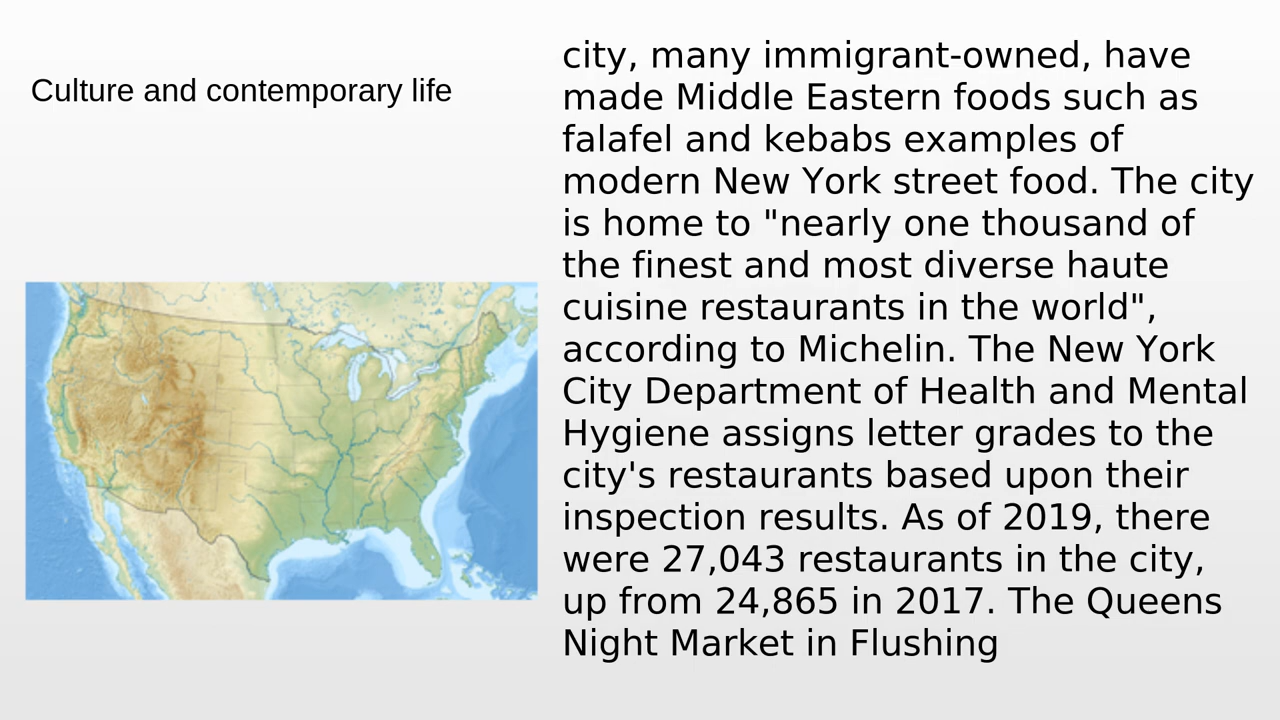 Culture and contemporary life
city, many immigrant-owned, have
made Middle Eastern foods such as
falafel and kebabs examples of
modern New York street food. The city
is home to "nearly one thousand of
the finest and most diverse haute
cuisine restaurants in the world",
according to Michelin. The New York
City Department of Health and Mental
Hygiene assigns letter grades to the
city's restaurants based upon their
inspection results. As of 2019, there
were 27,043 restaurants in the city,
up from 24,865 in 2017. The Queens
Night Market in Flushing